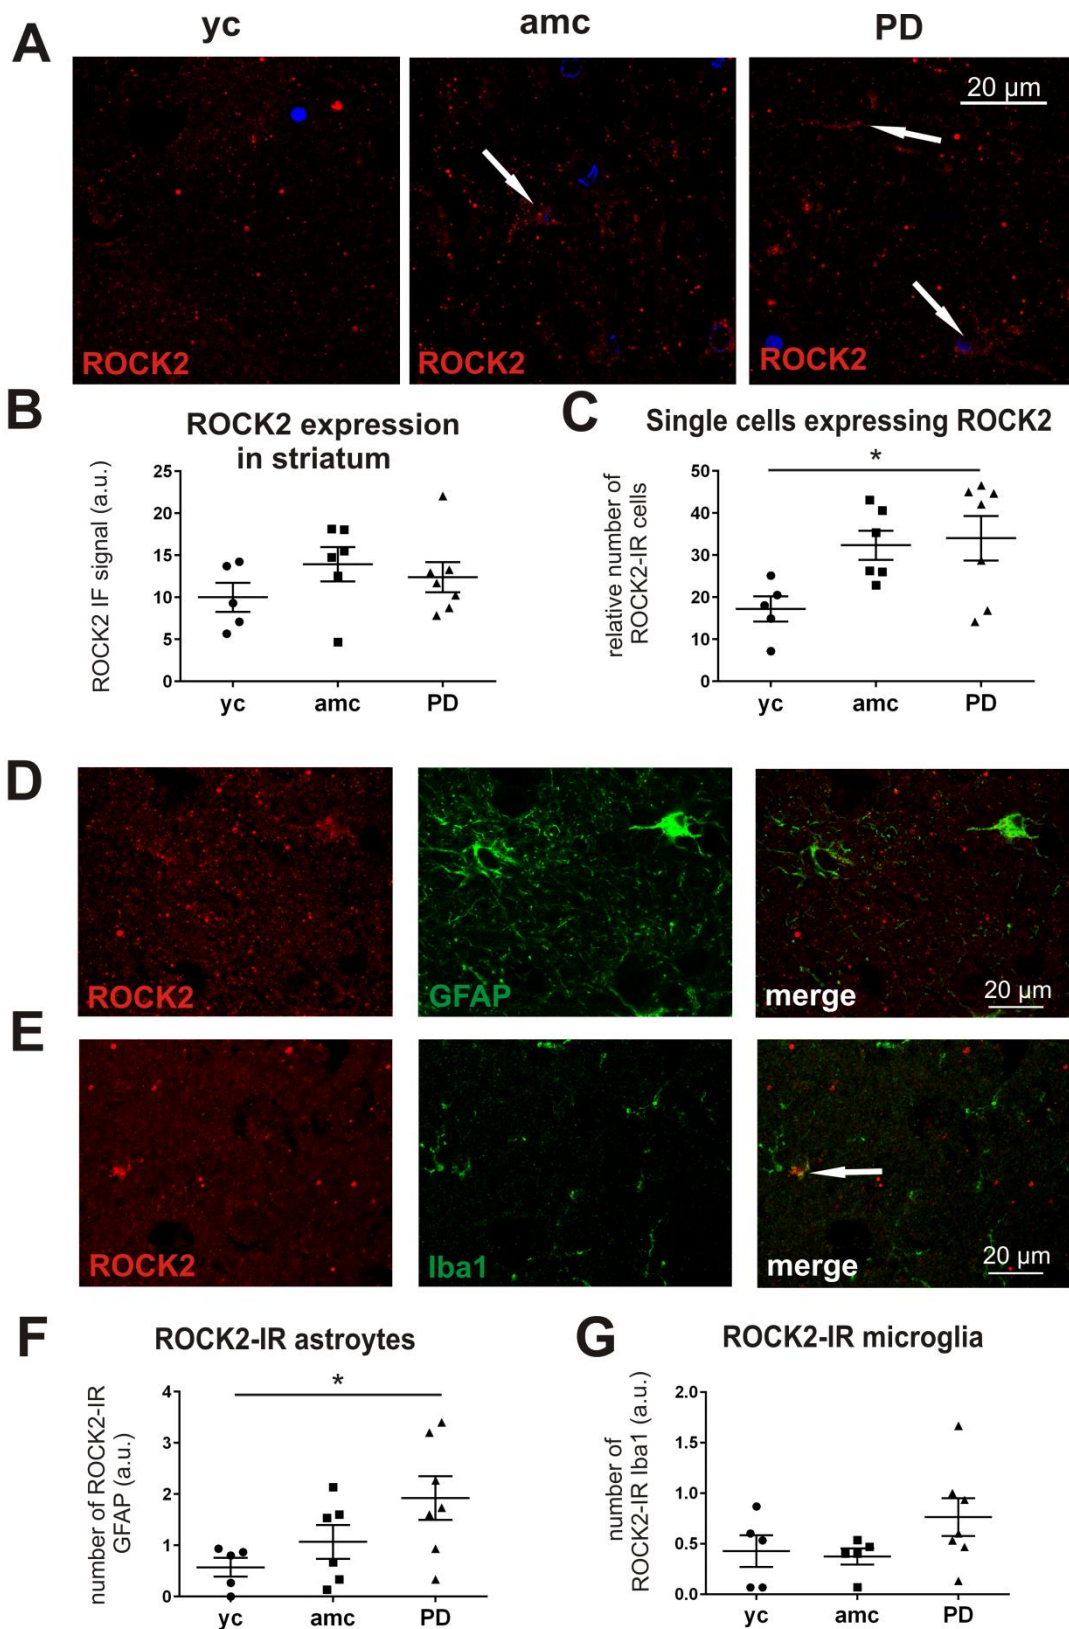 A
yc
amc
PD
20 µm
ROCK2
ROCK2
ROCK2
B
ROCK2 expression
in striatum
ROCK2 IF signal (a.u.)
25
20
15
10
5
0
yc
amc
PD
C
Single cells expressing ROCK2
relative number of
ROCK2-IR cells
50
40
30
20
10
0
*
yc
amc
PD
D
ROCK2
GFAP
merge
20 µm
E
ROCK2
Iba1
merge
20 µm
F
ROCK2-IR astroytes
number of ROCK2-IR
GFAP (a.u.)
4
3
2
1
0
*
yc
amc
PD
G
ROCK2-IR microglia
number of
ROCK2-IR Iba1 (a.u.)
2.0
1.5
1.0
0.5
0.0
yc
amc
PD